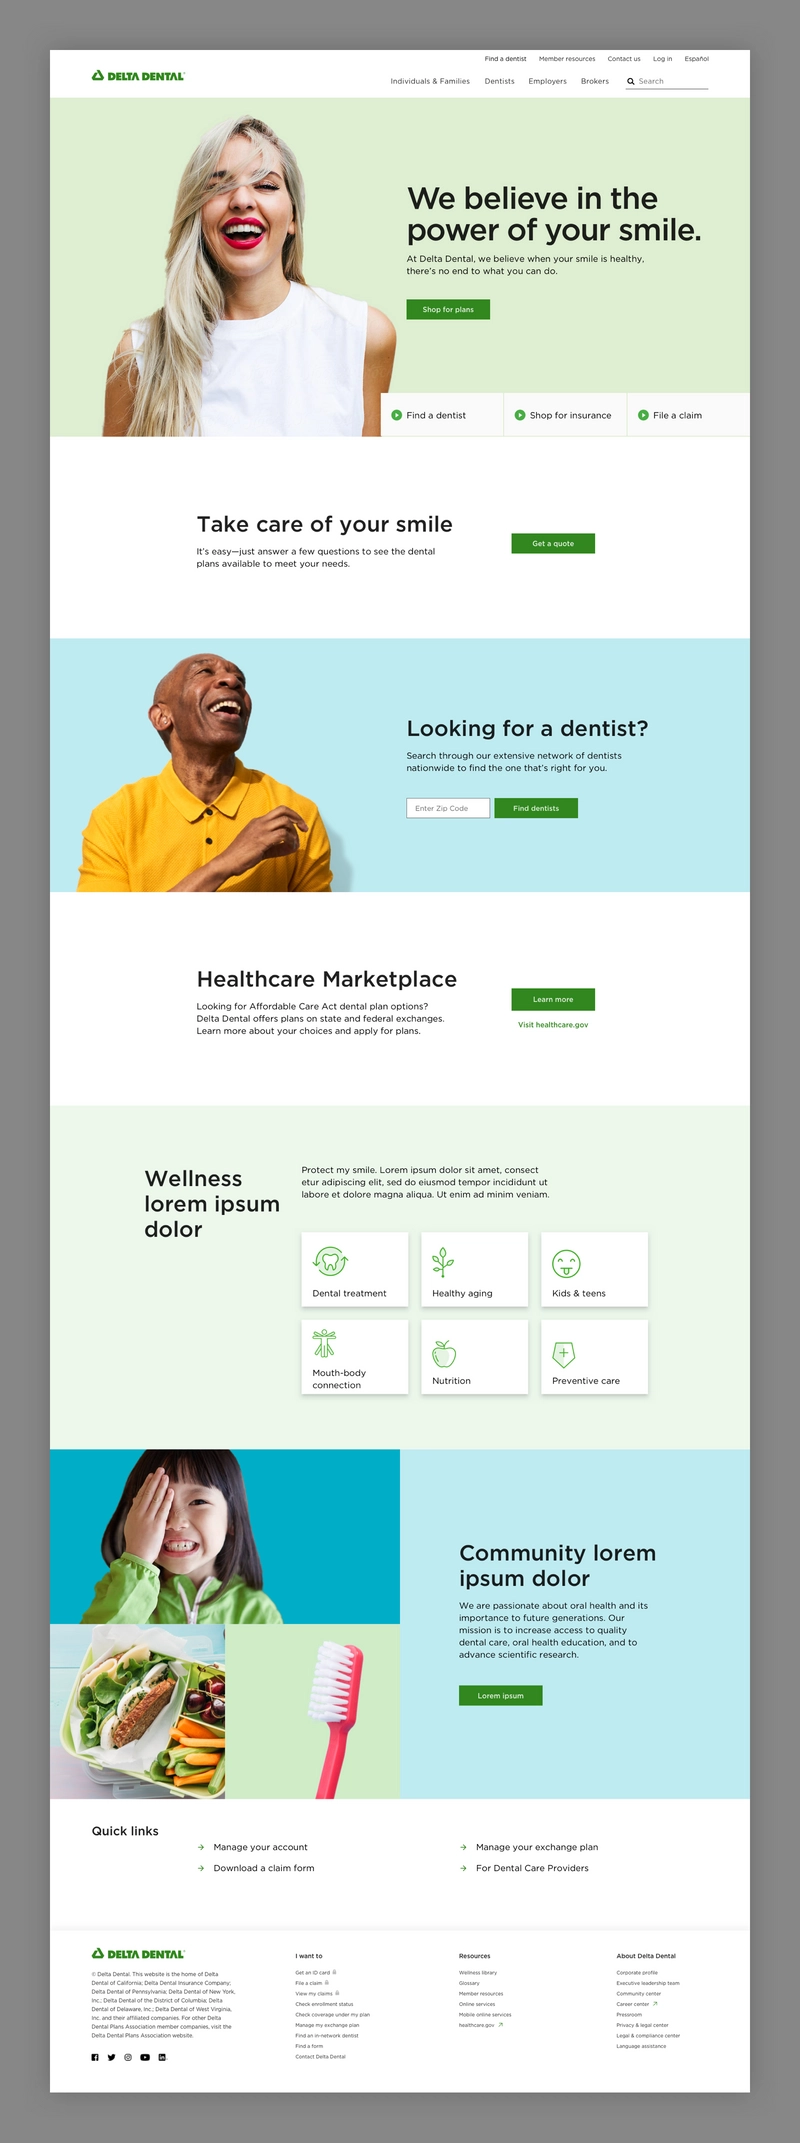 Find a dentist Member resources Contact us Log in Español
DELTA DENTAL
Individuals & Families Dentists Employers Brokers Search
We believe in the
power of your smile.
At Delta Dental, we believe when your smile is healthy,
there's no end to what you can do.
Shop for plans
Find a dentist Shop for insurance File a claim
Take care of your smile
It's easy—just answer a few questions to see the dental
plans available to meet your needs.
Get a quote
Looking for a dentist?
Search through our extensive network of dentists
nationwide to find the one that's right for you.
Enter Zip Code Find dentists
Healthcare Marketplace
Looking for Affordable Care Act dental plan options?
Delta Dental offers plans on state and federal exchanges.
Learn more about your choices and apply for plans.
Learn more
Visit healthcare.gov
Wellness
lorem ipsum
dolor
Protect my smile. Lorem ipsum dolor sit amet, consect
etur adipiscing elit, sed do eiusmod tempor incididunt ut
labore et dolore magna aliqua. Ut enim ad minim veniam.
Dental treatment
Healthy aging
Kids & teens
Mouth-body
connection
Nutrition
Preventive care
Community lorem
ipsum dolor
We are passionate about oral health and its
importance to future generations. Our
mission is to increase access to quality
dental care, oral health education, and to
advance scientific research.
Lorem ipsum
Quick links
Manage your account
Download a claim form
Manage your exchange plan
For Dental Care Providers
DELTA DENTAL
© Delta Dental. This website is the home of Delta
Dental of California; Delta Dental Insurance Company;
Delta Dental of Pennsylvania; Delta Dental of New York,
Inc.; Delta Dental of the District of Columbia; Delta
Dental of Delaware, Inc.; Delta Dental of West Virginia,
Inc. and their affiliated companies. For other Delta
Dental Plans Association member companies, visit the
Delta Dental Plans Association website.
I want to
Get an ID card
File a claim
View my claims
Check enrollment status
Check coverage under my plan
Manage my exchange plan
Find an in-network dentist
Find a form
Contact Delta Dental
Resources
Wellness library
Glossary
Member resources
Online services
Mobile online services
healthcare.gov
About Delta Dental
Corporate profile
Executive leadership team
Community center
Career center
Pressroom
Privacy & legal center
Legal & compliance center
Language assistance